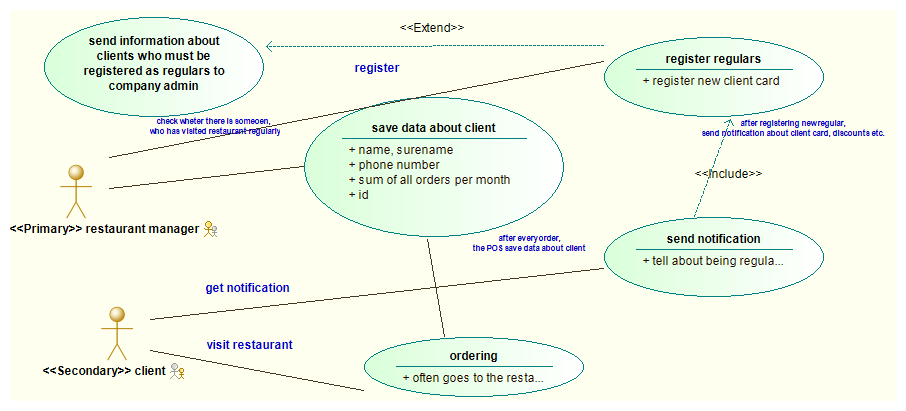 <<Extend>>
send information about
clients who must be
registered as regulars to
company admin
register
register regulars
+ register new client card
check wheter there is someoen,
who has visited restaurant regularly
after registering newregular,
send notification about client card, discounts etc.
save data about client
+ name, surename
+ phone number
+ sum of all orders per month
+ id
<<Include>>
<<Primary>> restaurant manager
after everyorder,
the POS save data about client
send notification
+ tell about being regula...
get notification
visit restaurant
ordering
+ often goes to the resta...
<<Secondary>> client